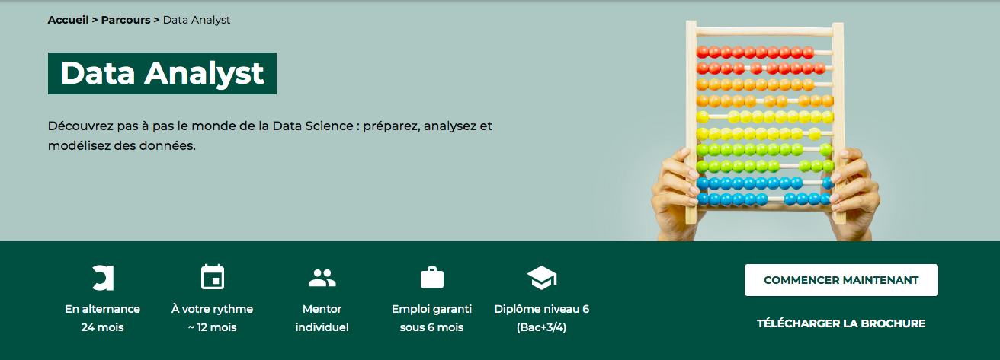 Accueil > Parcours > Data Analyst
Data Analyst
Découvrez pas à pas le monde de la Data Science : préparez, analysez et
modélisez des données.
En alternance
24 mois
À votre rythme
~ 12 mois
Mentor
individuel
Emploi garanti
sous 6 mois
Diplôme niveau 6
(Bac+3/4)
COMMENCER MAINTENANT
TÉLÉCHARGER LA BROCHURE